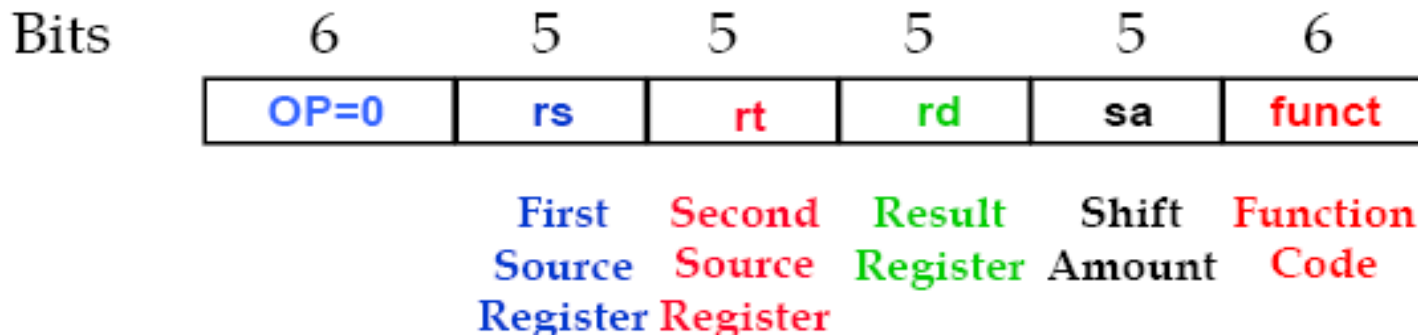 Bits 6 5 5 5 5 6
OP=0 rs rt rd sa funct
First Second Result Shift Function
Source Source Register Amount Code
Register Register